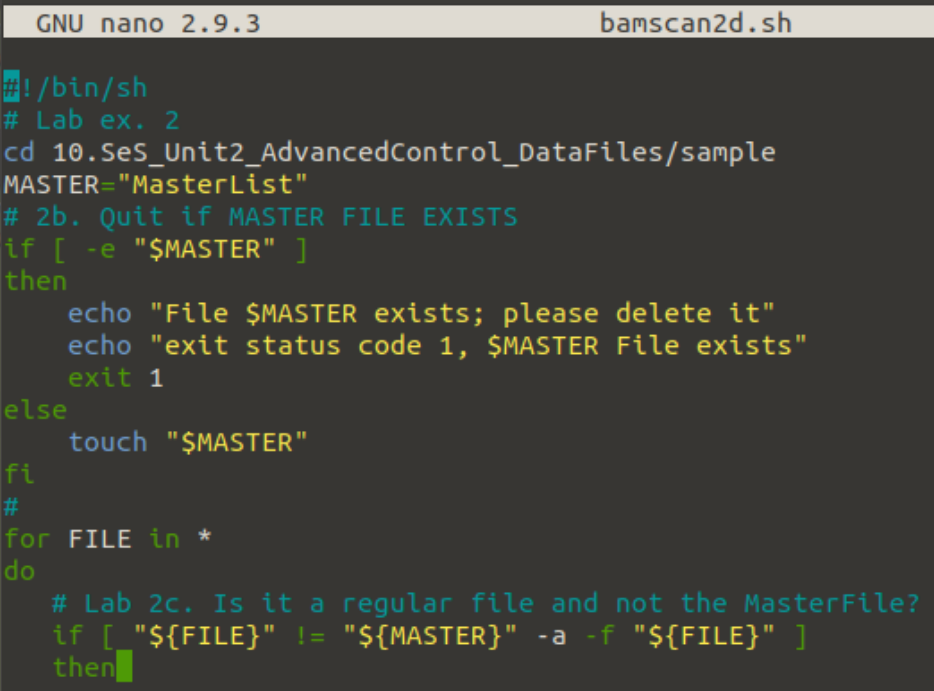 GNU nano 2.9.3 bamscan2d.sh
#!/bin/sh
# Lab ex. 2
cd 10.SeS_Unit2_AdvancedControl_DataFiles/sample
MASTER="MasterList"
# 2b. Quit if MASTER FILE EXISTS
if [ -e "$MASTER" ]
then
    echo "File $MASTER exists; please delete it"
    echo "exit status code 1, $MASTER File exists"
    exit 1
else
    touch "$MASTER"
fi
#
for FILE in *
do
   # Lab 2c. Is it a regular file and not the MasterFile?
   if [ "${FILE}" != "${MASTER}" -a -f "${FILE}" ]
   then